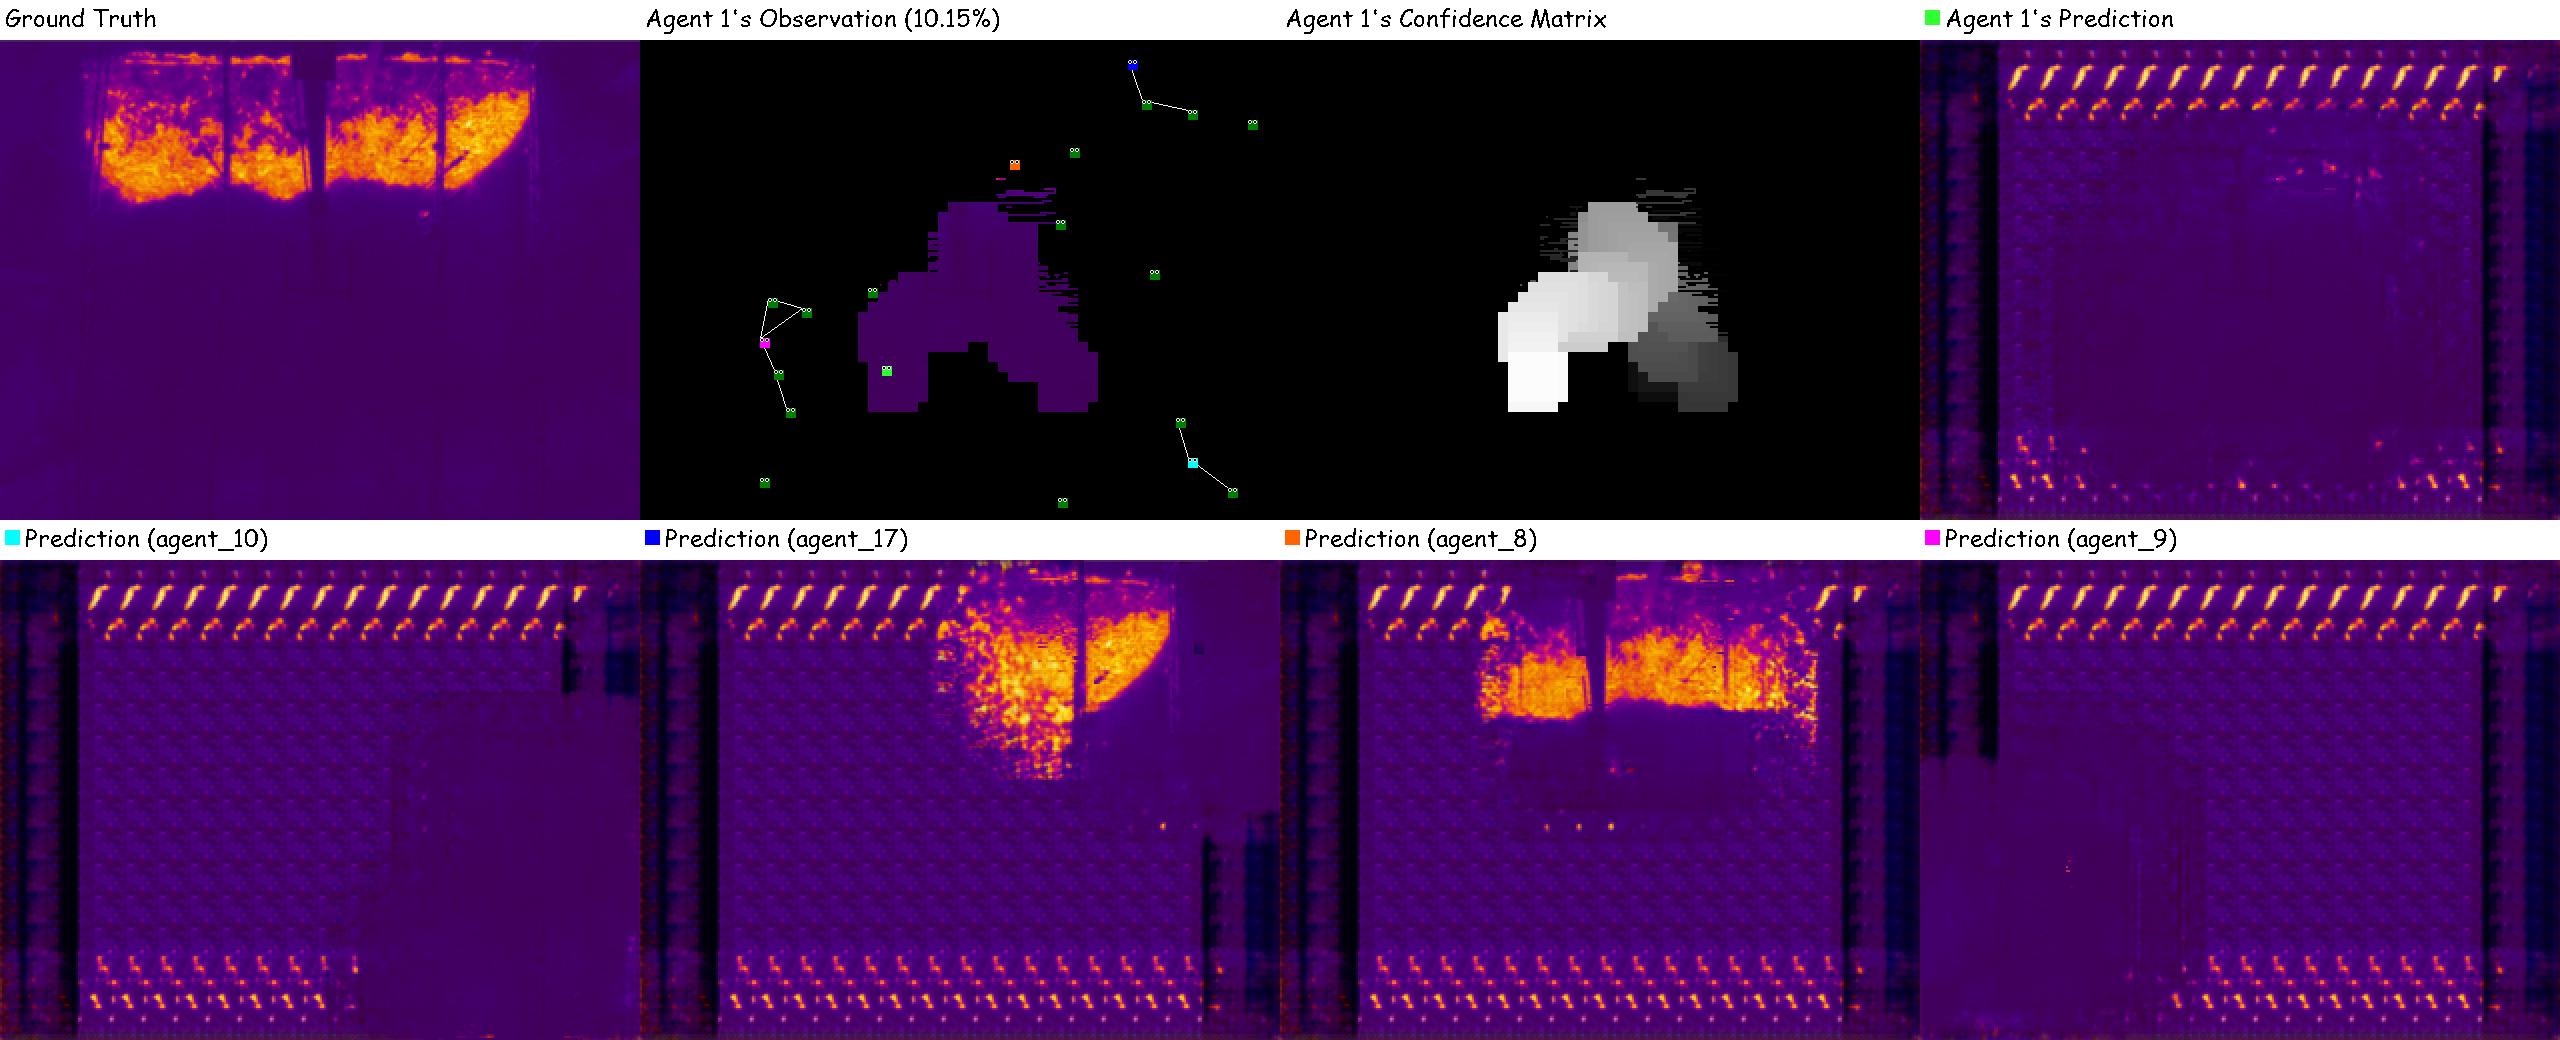 Ground Truth
Agent 1's Observation (10.15%)
Agent 1's Confidence Matrix
Agent 1's Prediction
Prediction (agent_10)
Prediction (agent_17)
Prediction (agent_8)
Prediction (agent_9)